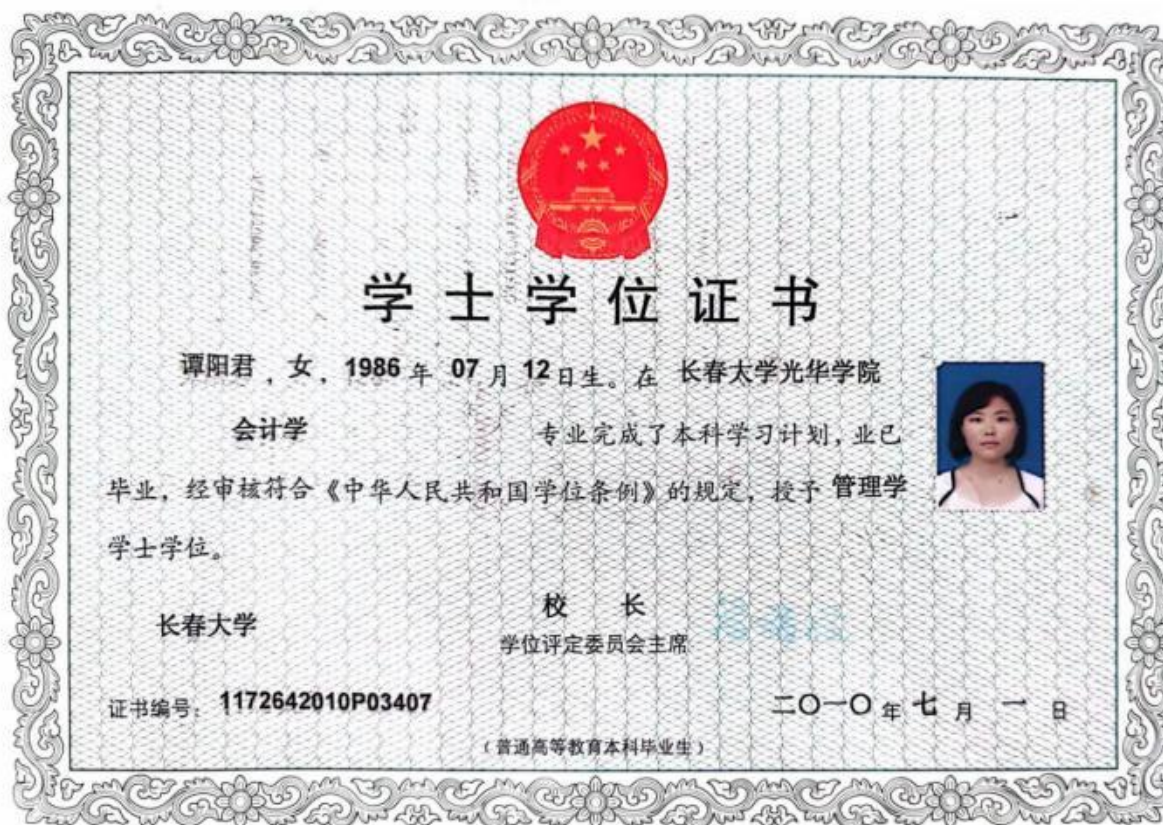 学士学位证书
谭阳君，女，1986年 07月 12日生。在 长春大学光华学院
会计学 专业完成了本科学习计划，业已
毕业，经审核符合《中华人民共和国学位条例》的规定，授予 管理学
学士学位。
长春大学
校 长
学位评定委员会主席
证书编号：1172642010P03407
二〇一〇年 七 月 一 日
（普通高等教育本科毕业生）